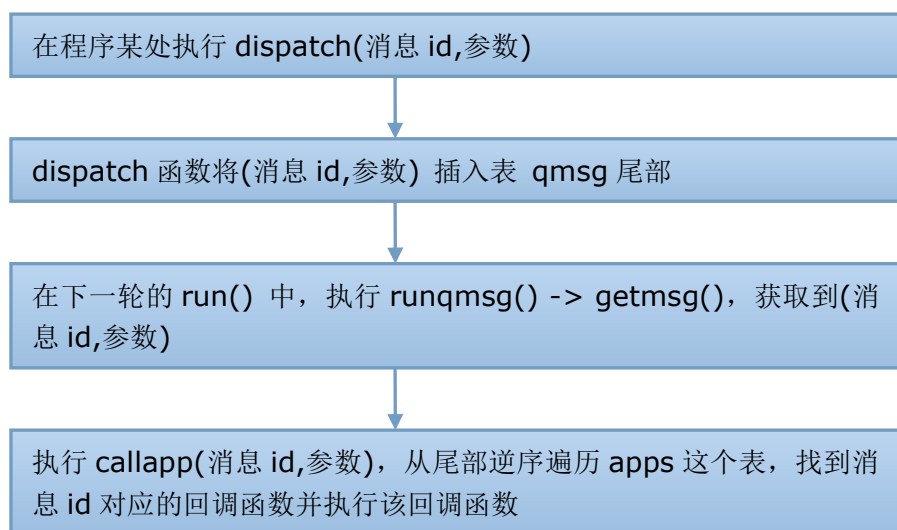 在程序某处执行 dispatch(消息 id,参数)
dispatch 函数将(消息 id,参数) 插入表 qmsg 尾部
在下一轮的 run() 中，执行 runqmsg() -> getmsg()，获取到(消
息 id,参数)
执行 callapp(消息 id,参数)，从尾部逆序遍历 apps 这个表，找到消
息 id 对应的回调函数并执行该回调函数